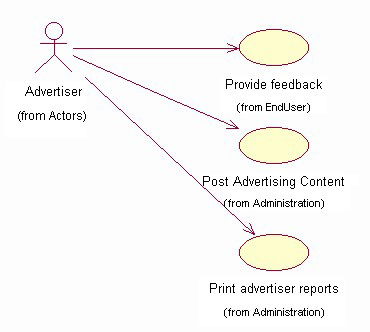 Provide feedback
(from EndUser)
Advertiser
(from Actors)
Post Advertising Content
(from Administration)
Print advertiser reports
(from Administration)